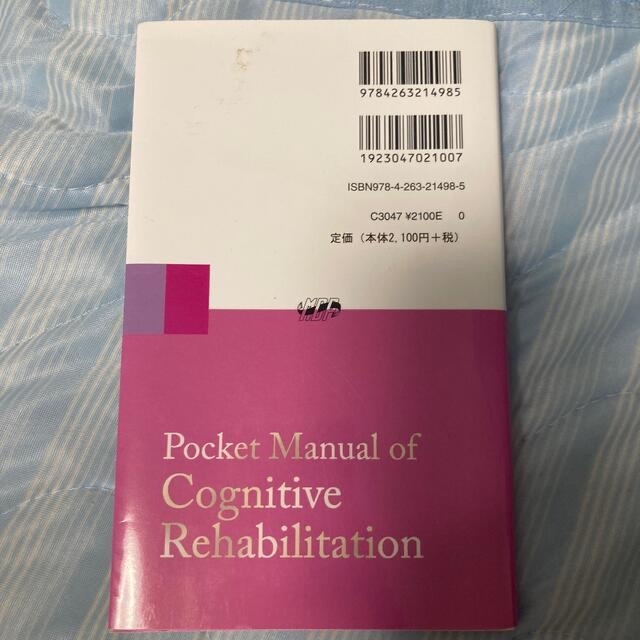 9784263214985
1923047021007
ISBN978-4-263-21498-5
C3047 ¥2100E 0
定価（本体2,100円＋税）
MBP
Pocket Manual of
Cognitive
Rehabilitation